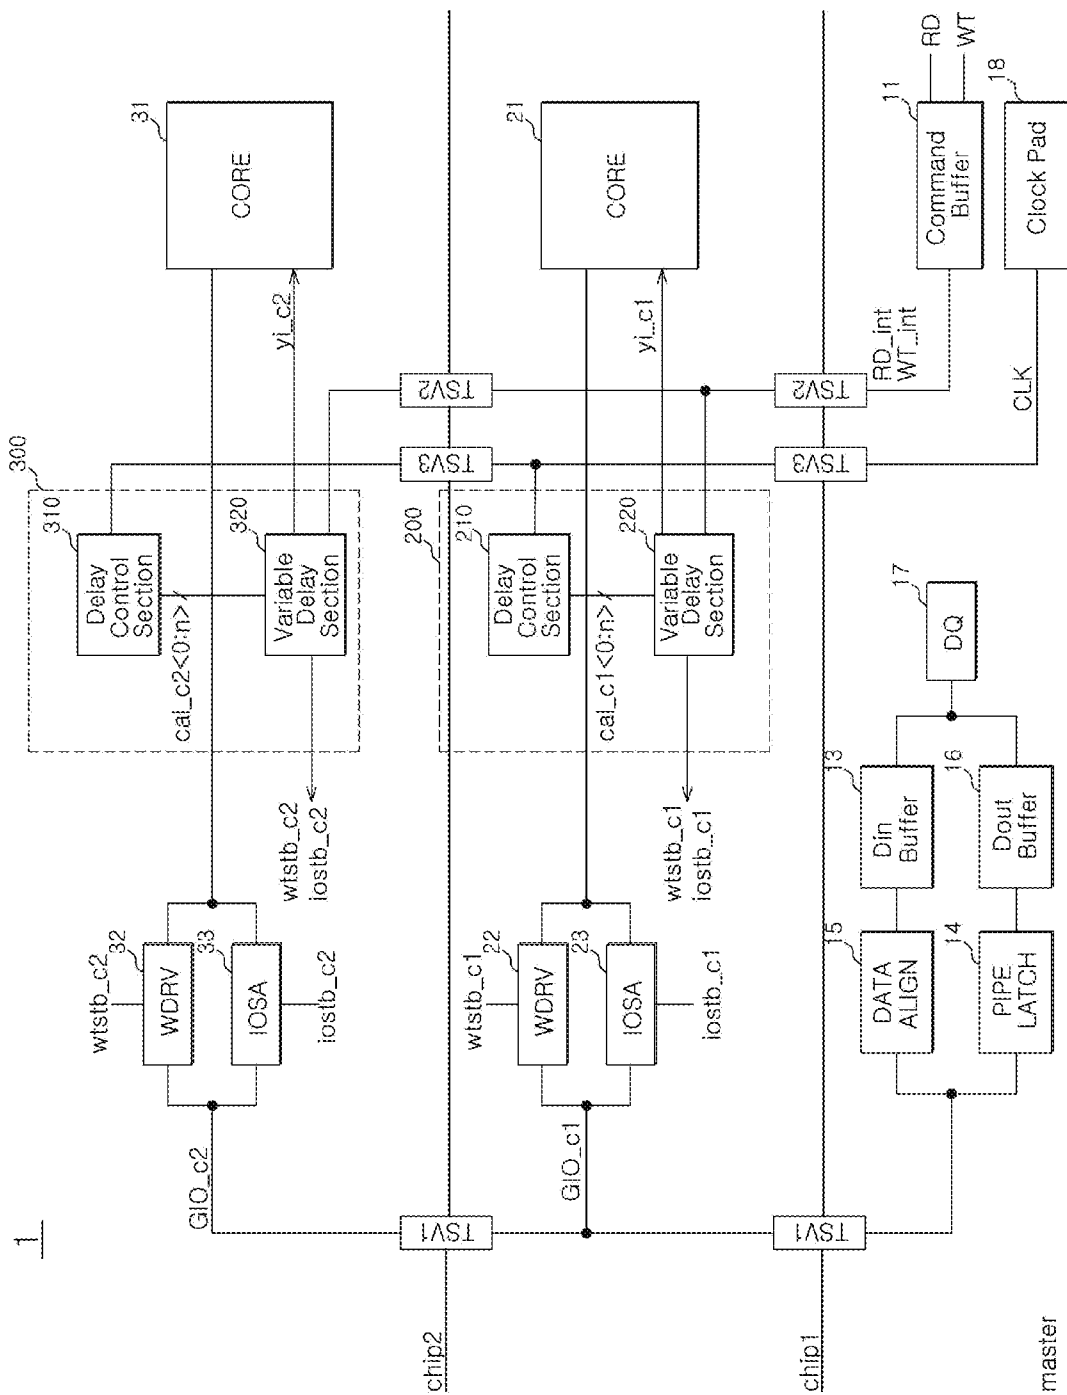 1
chip2
GIO_c2
wtstb_c2
32
WDRV
33
IOSA
iostb_c2
wtstb_c2
iostb_c2
cal_c2<0:n>
300
310
Delay
Control
Section
320
Variable
Delay
Section
yi_c2
31
CORE
TSV1
TSV3
TSV2
chip1
GIO_c1
wtstb_c1
22
WDRV
23
IOSA
iostb_c1
wtstb_c1
iostb_c1
cal_c1<0:n>
200
210
Delay
Control
Section
220
Variable
Delay
Section
yi_c1
21
CORE
TSV1
TSV3
TSV2
master
15
DATA
ALIGN
13
Din
Buffer
14
PIPE
LATCH
16
Dout
Buffer
17
DQ
RD_int
WT_int
CLK
11
Command
Buffer
RD
WT
18
Clock Pad